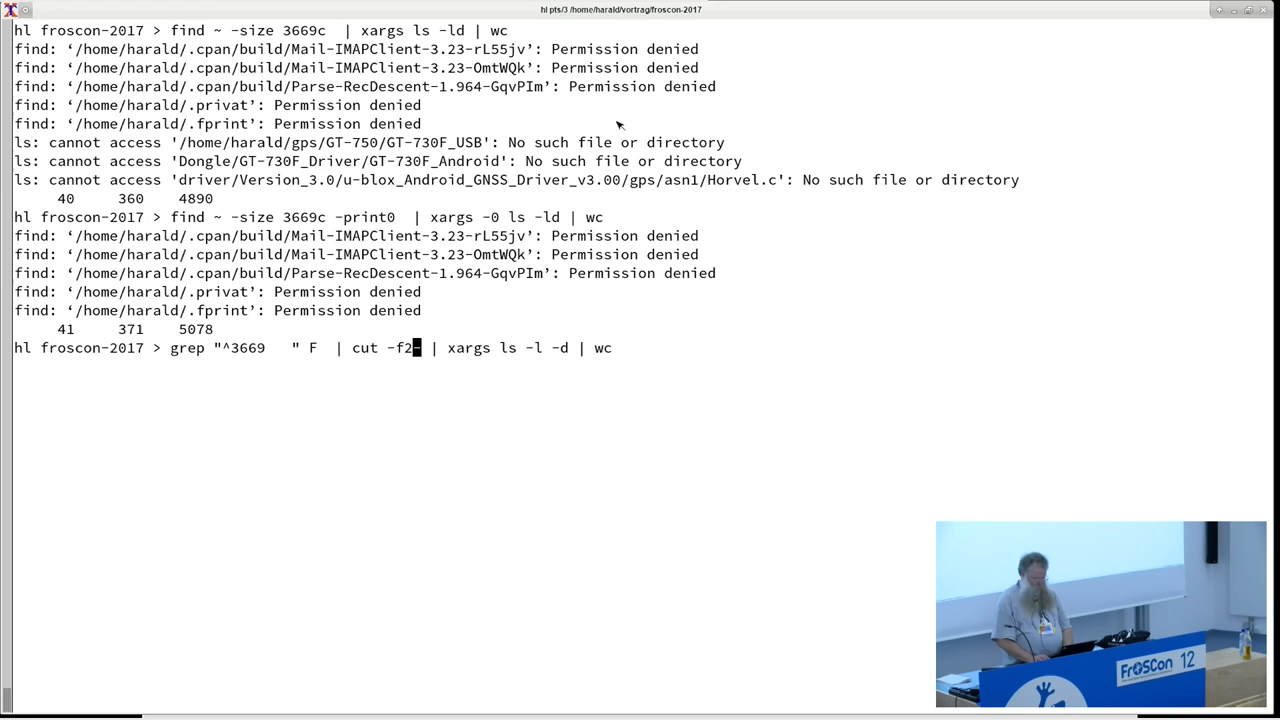 hl pts/3 /home/harald/vortrag/froscon-2017
hl froscon-2017 > find ~ -size 3669c  | xargs ls -ld | wc
find: ‘/home/harald/.cpan/build/Mail-IMAPClient-3.23-rL55jv’: Permission denied
find: ‘/home/harald/.cpan/build/Mail-IMAPClient-3.23-OmtWQk’: Permission denied
find: ‘/home/harald/.cpan/build/Parse-RecDescent-1.964-GqvPIm’: Permission denied
find: ‘/home/harald/.privat’: Permission denied
find: ‘/home/harald/.fprint’: Permission denied
ls: cannot access '/home/harald/gps/GT-750/GT-730F_USB': No such file or directory
ls: cannot access 'Dongle/GT-730F_Driver/GT-730F_Android': No such file or directory
ls: cannot access 'driver/Version_3.0/u-blox_Android_GNSS_Driver_v3.00/gps/asn1/Horvel.c': No such file or directory
     40     360    4890
hl froscon-2017 > find ~ -size 3669c -print0  | xargs -0 ls -ld | wc
find: ‘/home/harald/.cpan/build/Mail-IMAPClient-3.23-rL55jv’: Permission denied
find: ‘/home/harald/.cpan/build/Mail-IMAPClient-3.23-OmtWQk’: Permission denied
find: ‘/home/harald/.cpan/build/Parse-RecDescent-1.964-GqvPIm’: Permission denied
find: ‘/home/harald/.privat’: Permission denied
find: ‘/home/harald/.fprint’: Permission denied
     41     371    5078
hl froscon-2017 > grep "^3669   " F  | cut -f2- | xargs ls -l -d | wc
FrOSCon 12